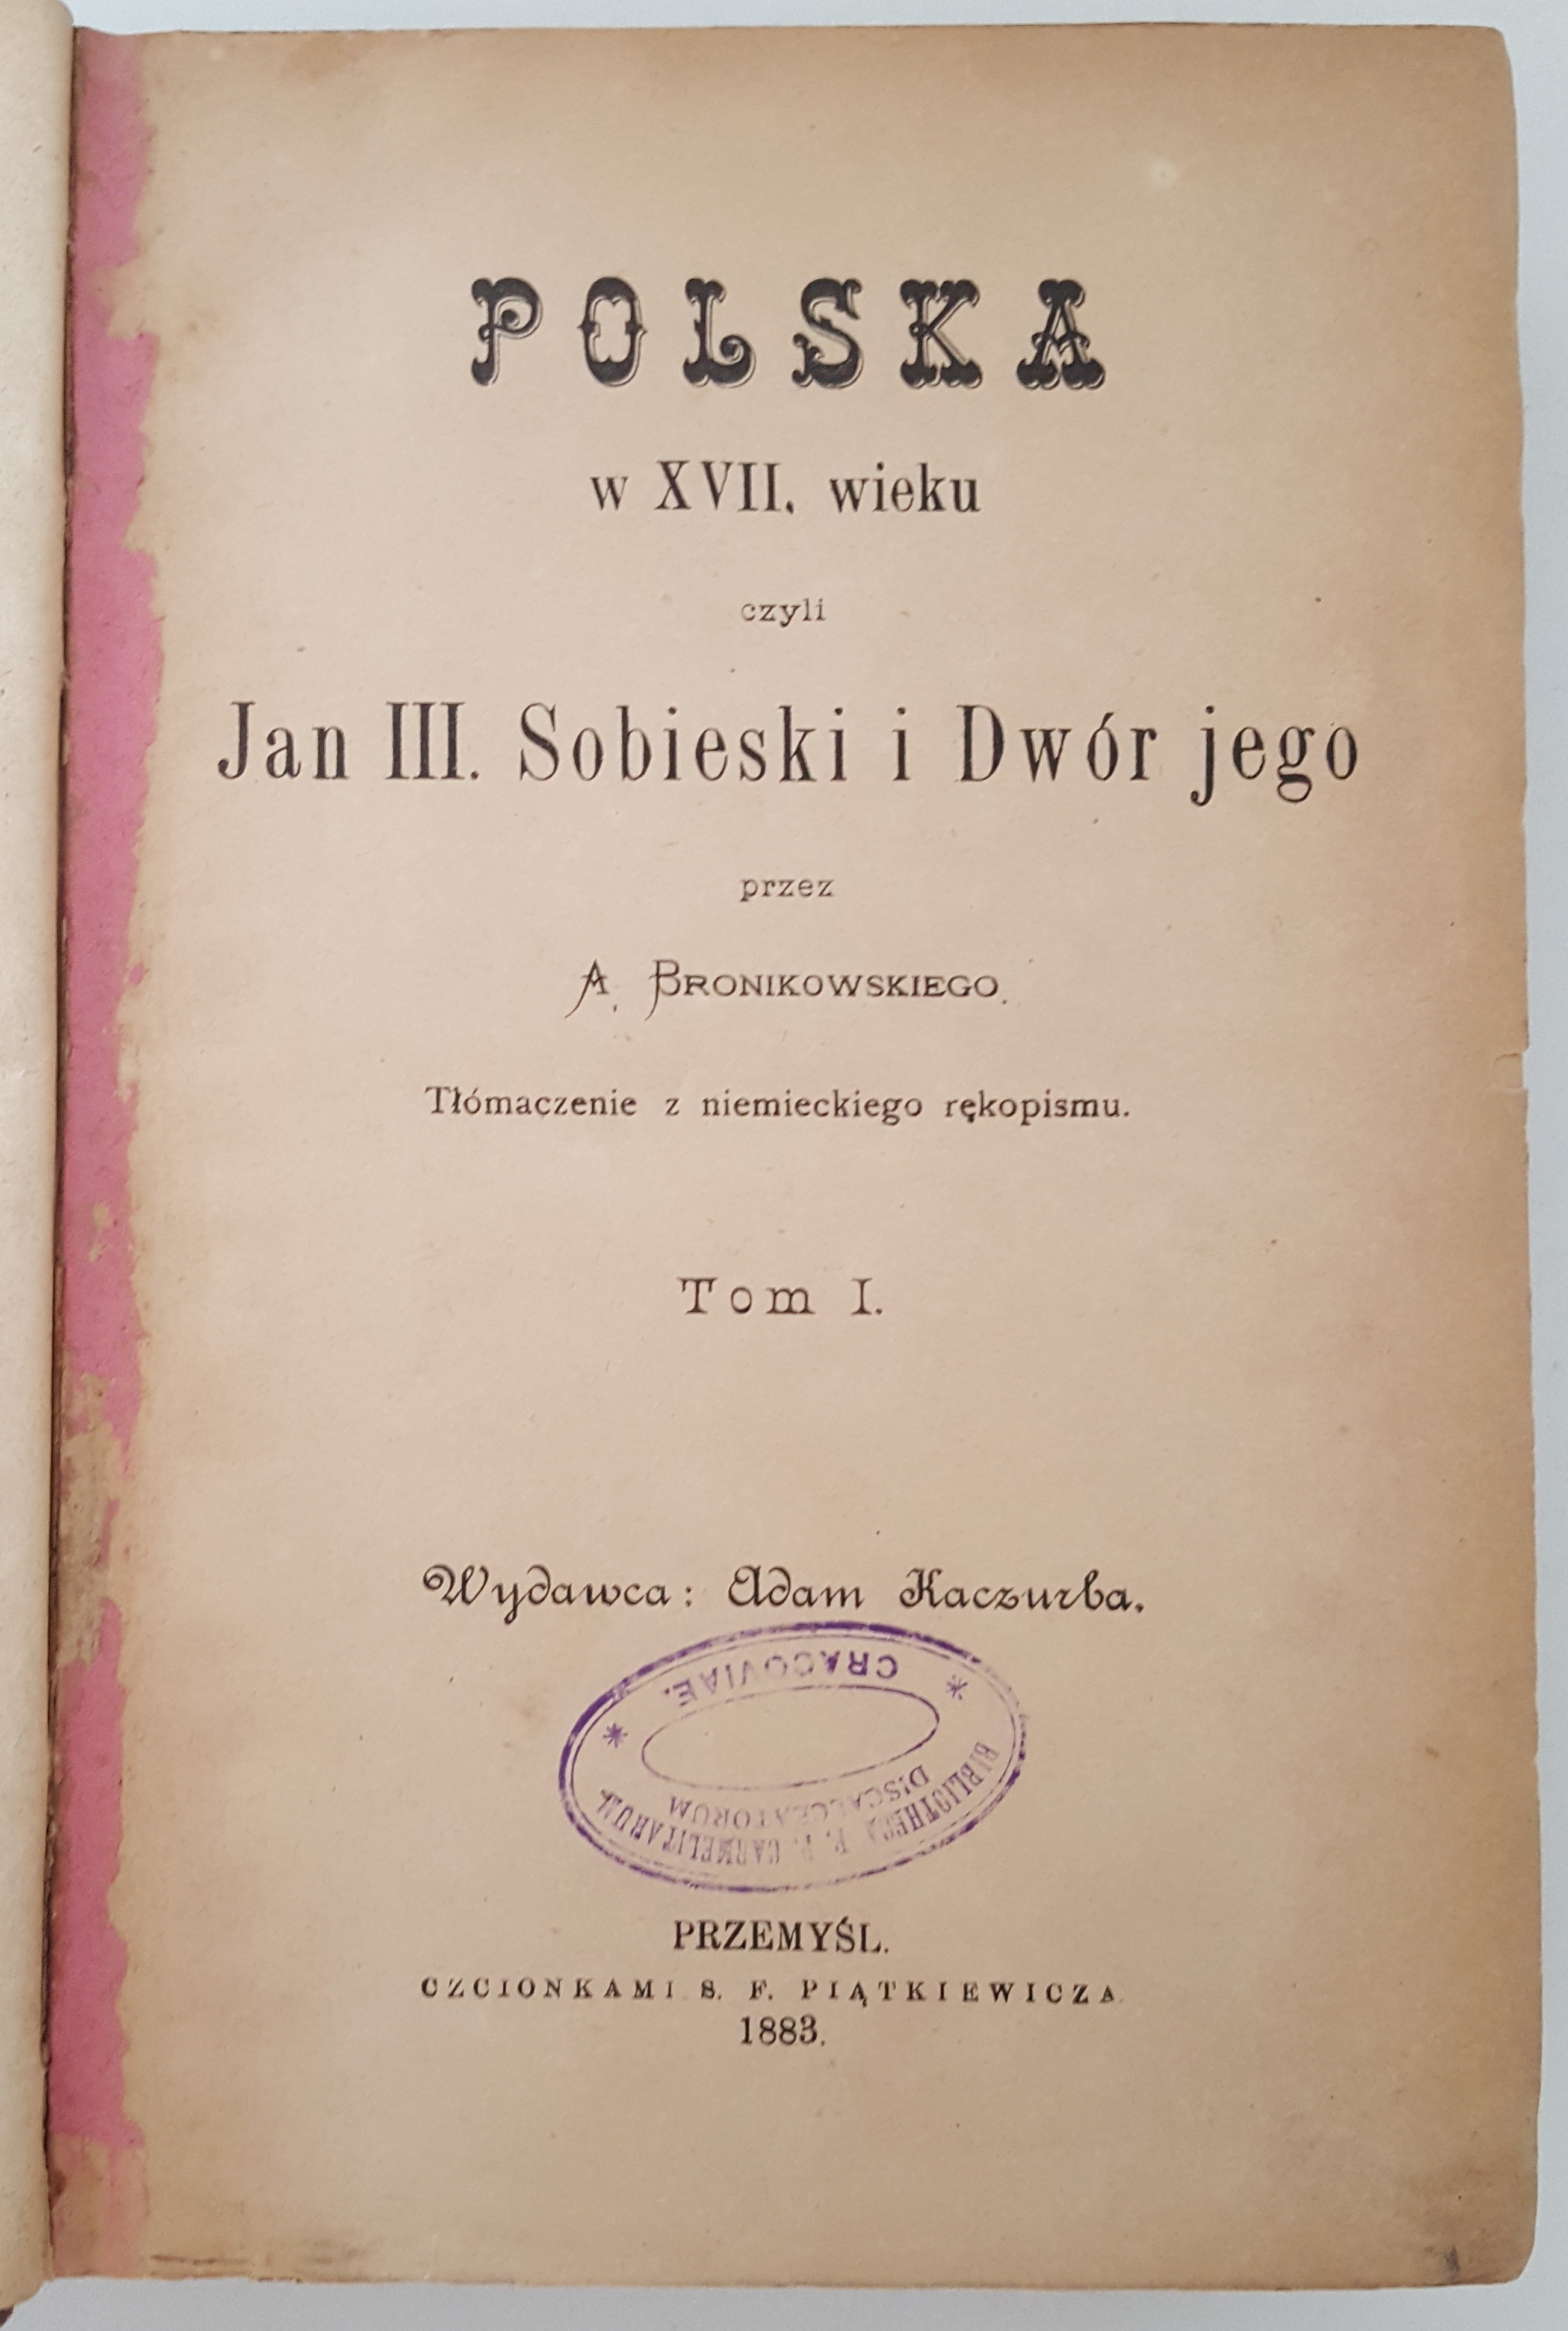 POLSKA
w XVII. wieku
czyli
Jan III. Sobieski i Dwór jego
przez
A. BRONIKOWSKIEGO.
Tłómaczenie z niemieckiego rękopismu.
Tom I.
Wydawca: Adam Kaczurba.
BIBLIOTHECA P. P. CARMELITARUM
DISCALCEATORUM
* CRACOVIAE. *
PRZEMYŚL.
CZCIONKAMI S. F. PIĄTKIEWICZA
1883.